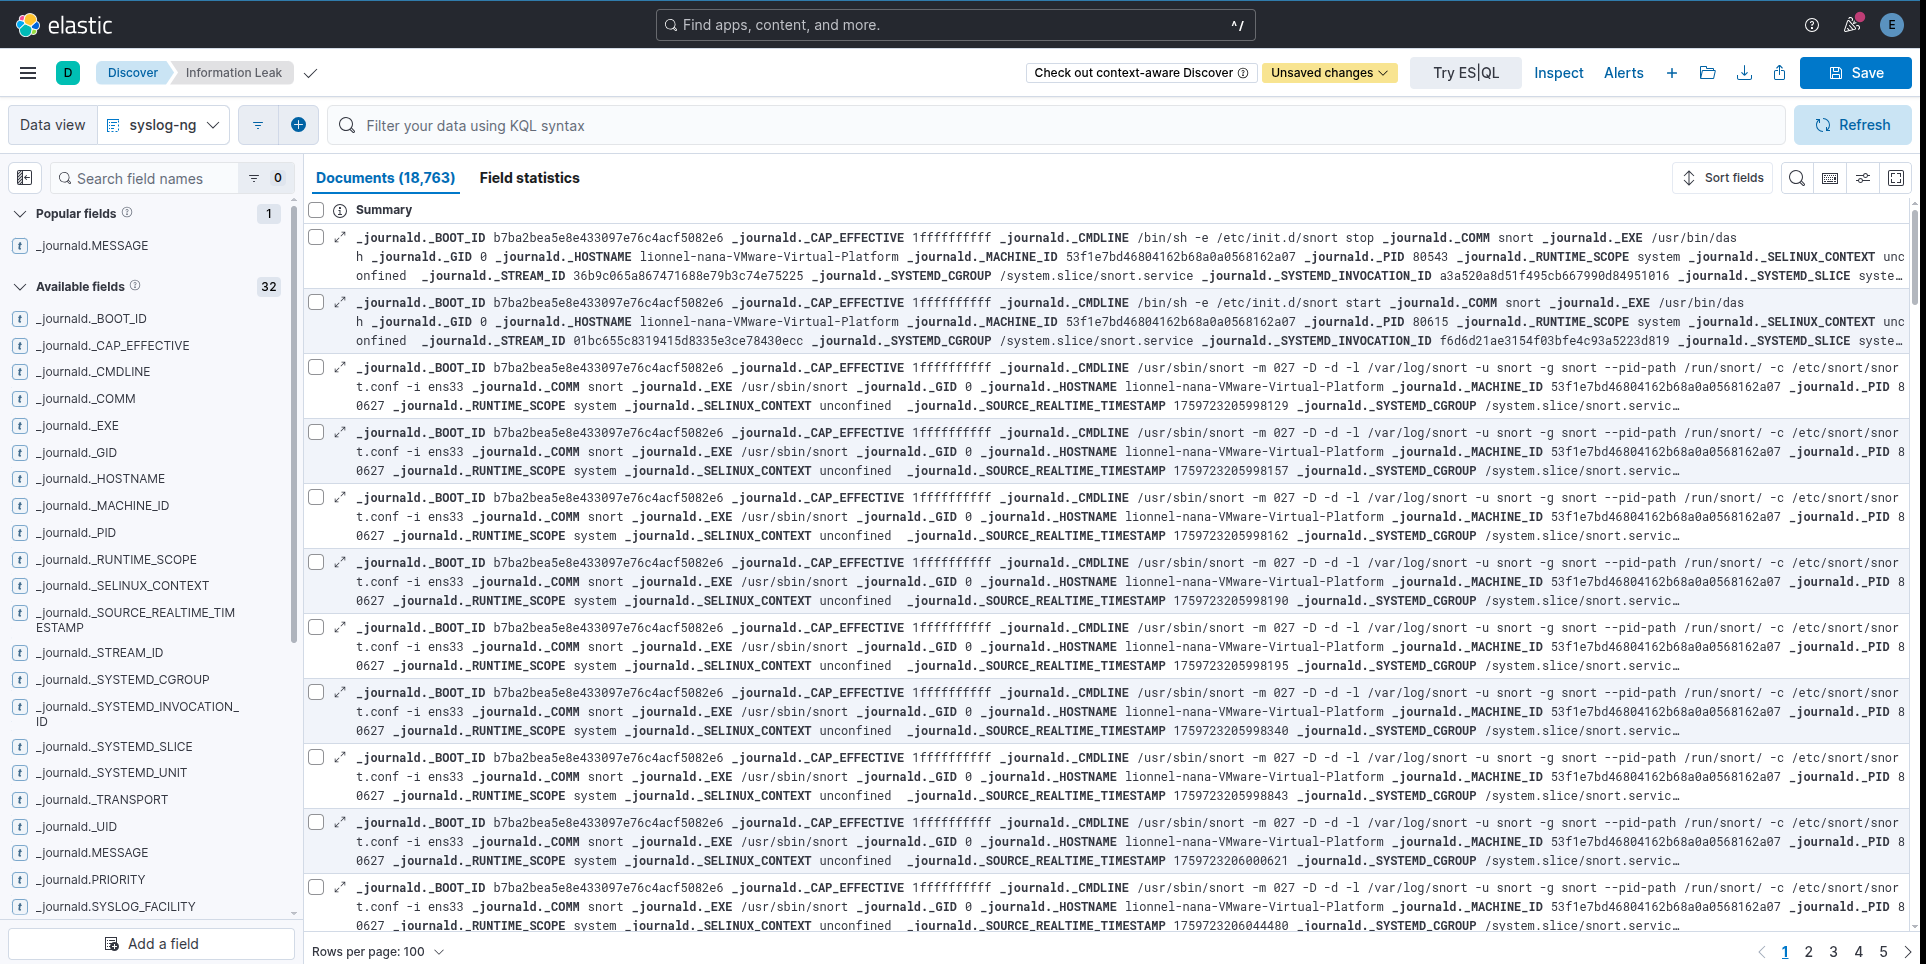 elastic
Find apps, content, and more.
^/
E
D
Discover
Information Leak
Check out context-aware Discover
Unsaved changes
Try ES|QL
Inspect
Alerts
Save
Data view
syslog-ng
Filter your data using KQL syntax
Refresh
Search field names
0
Popular fields
1
_journald.MESSAGE
Available fields
32
_journald._BOOT_ID
_journald._CAP_EFFECTIVE
_journald._CMDLINE
_journald._COMM
_journald._EXE
_journald._GID
_journald._HOSTNAME
_journald._MACHINE_ID
_journald._PID
_journald._RUNTIME_SCOPE
_journald._SELINUX_CONTEXT
_journald._SOURCE_REALTIME_TIM
ESTAMP
_journald._STREAM_ID
_journald._SYSTEMD_CGROUP
_journald._SYSTEMD_INVOCATION_
ID
_journald._SYSTEMD_SLICE
_journald._SYSTEMD_UNIT
_journald._TRANSPORT
_journald._UID
_journald.MESSAGE
_journald.PRIORITY
_journald.SYSLOG_FACILITY
Add a field
Documents (18,763)
Field statistics
Sort fields
Summary
_journald._BOOT_ID b7ba2bea5e8e433097e76c4acf5082e6 _journald._CAP_EFFECTIVE 1ffffffffff _journald._CMDLINE /bin/sh -e /etc/init.d/snort stop _journald._COMM snort _journald._EXE /usr/bin/das
h _journald._GID 0 _journald._HOSTNAME lionnel-nana-VMware-Virtual-Platform _journald._MACHINE_ID 53f1e7bd46804162b68a0a0568162a07 _journald._PID 80543 _journald._RUNTIME_SCOPE system _journald._SELINUX_CONTEXT unc
onfined _journald._STREAM_ID 36b9c065a867471688e79b3c74e75225 _journald._SYSTEMD_CGROUP /system.slice/snort.service _journald._SYSTEMD_INVOCATION_ID a3a520a8d51f495cb667990d84951016 _journald._SYSTEMD_SLICE syste…
_journald._BOOT_ID b7ba2bea5e8e433097e76c4acf5082e6 _journald._CAP_EFFECTIVE 1ffffffffff _journald._CMDLINE /bin/sh -e /etc/init.d/snort start _journald._COMM snort _journald._EXE /usr/bin/das
h _journald._GID 0 _journald._HOSTNAME lionnel-nana-VMware-Virtual-Platform _journald._MACHINE_ID 53f1e7bd46804162b68a0a0568162a07 _journald._PID 80615 _journald._RUNTIME_SCOPE system _journald._SELINUX_CONTEXT unc
onfined _journald._STREAM_ID 01bc655c8319415d8335e3ce78430ecc _journald._SYSTEMD_CGROUP /system.slice/snort.service _journald._SYSTEMD_INVOCATION_ID f6d6d21ae3154f03bfe4c93a5223d819 _journald._SYSTEMD_SLICE syste…
_journald._BOOT_ID b7ba2bea5e8e433097e76c4acf5082e6 _journald._CAP_EFFECTIVE 1ffffffffff _journald._CMDLINE /usr/sbin/snort -m 027 -D -d -l /var/log/snort -u snort -g snort --pid-path /run/snort/ -c /etc/snort/snor
t.conf -i ens33 _journald._COMM snort _journald._EXE /usr/sbin/snort _journald._GID 0 _journald._HOSTNAME lionnel-nana-VMware-Virtual-Platform _journald._MACHINE_ID 53f1e7bd46804162b68a0a0568162a07 _journald._PID 8
0627 _journald._RUNTIME_SCOPE system _journald._SELINUX_CONTEXT unconfined _journald._SOURCE_REALTIME_TIMESTAMP 1759723205998129 _journald._SYSTEMD_CGROUP /system.slice/snort.servic…
_journald._BOOT_ID b7ba2bea5e8e433097e76c4acf5082e6 _journald._CAP_EFFECTIVE 1ffffffffff _journald._CMDLINE /usr/sbin/snort -m 027 -D -d -l /var/log/snort -u snort -g snort --pid-path /run/snort/ -c /etc/snort/snor
t.conf -i ens33 _journald._COMM snort _journald._EXE /usr/sbin/snort _journald._GID 0 _journald._HOSTNAME lionnel-nana-VMware-Virtual-Platform _journald._MACHINE_ID 53f1e7bd46804162b68a0a0568162a07 _journald._PID 8
0627 _journald._RUNTIME_SCOPE system _journald._SELINUX_CONTEXT unconfined _journald._SOURCE_REALTIME_TIMESTAMP 1759723205998157 _journald._SYSTEMD_CGROUP /system.slice/snort.servic…
_journald._BOOT_ID b7ba2bea5e8e433097e76c4acf5082e6 _journald._CAP_EFFECTIVE 1ffffffffff _journald._CMDLINE /usr/sbin/snort -m 027 -D -d -l /var/log/snort -u snort -g snort --pid-path /run/snort/ -c /etc/snort/snor
t.conf -i ens33 _journald._COMM snort _journald._EXE /usr/sbin/snort _journald._GID 0 _journald._HOSTNAME lionnel-nana-VMware-Virtual-Platform _journald._MACHINE_ID 53f1e7bd46804162b68a0a0568162a07 _journald._PID 8
0627 _journald._RUNTIME_SCOPE system _journald._SELINUX_CONTEXT unconfined _journald._SOURCE_REALTIME_TIMESTAMP 1759723205998162 _journald._SYSTEMD_CGROUP /system.slice/snort.servic…
_journald._BOOT_ID b7ba2bea5e8e433097e76c4acf5082e6 _journald._CAP_EFFECTIVE 1ffffffffff _journald._CMDLINE /usr/sbin/snort -m 027 -D -d -l /var/log/snort -u snort -g snort --pid-path /run/snort/ -c /etc/snort/snor
t.conf -i ens33 _journald._COMM snort _journald._EXE /usr/sbin/snort _journald._GID 0 _journald._HOSTNAME lionnel-nana-VMware-Virtual-Platform _journald._MACHINE_ID 53f1e7bd46804162b68a0a0568162a07 _journald._PID 8
0627 _journald._RUNTIME_SCOPE system _journald._SELINUX_CONTEXT unconfined _journald._SOURCE_REALTIME_TIMESTAMP 1759723205998190 _journald._SYSTEMD_CGROUP /system.slice/snort.servic…
_journald._BOOT_ID b7ba2bea5e8e433097e76c4acf5082e6 _journald._CAP_EFFECTIVE 1ffffffffff _journald._CMDLINE /usr/sbin/snort -m 027 -D -d -l /var/log/snort -u snort -g snort --pid-path /run/snort/ -c /etc/snort/snor
t.conf -i ens33 _journald._COMM snort _journald._EXE /usr/sbin/snort _journald._GID 0 _journald._HOSTNAME lionnel-nana-VMware-Virtual-Platform _journald._MACHINE_ID 53f1e7bd46804162b68a0a0568162a07 _journald._PID 8
0627 _journald._RUNTIME_SCOPE system _journald._SELINUX_CONTEXT unconfined _journald._SOURCE_REALTIME_TIMESTAMP 1759723205998195 _journald._SYSTEMD_CGROUP /system.slice/snort.servic…
_journald._BOOT_ID b7ba2bea5e8e433097e76c4acf5082e6 _journald._CAP_EFFECTIVE 1ffffffffff _journald._CMDLINE /usr/sbin/snort -m 027 -D -d -l /var/log/snort -u snort -g snort --pid-path /run/snort/ -c /etc/snort/snor
t.conf -i ens33 _journald._COMM snort _journald._EXE /usr/sbin/snort _journald._GID 0 _journald._HOSTNAME lionnel-nana-VMware-Virtual-Platform _journald._MACHINE_ID 53f1e7bd46804162b68a0a0568162a07 _journald._PID 8
0627 _journald._RUNTIME_SCOPE system _journald._SELINUX_CONTEXT unconfined _journald._SOURCE_REALTIME_TIMESTAMP 1759723205998340 _journald._SYSTEMD_CGROUP /system.slice/snort.servic…
_journald._BOOT_ID b7ba2bea5e8e433097e76c4acf5082e6 _journald._CAP_EFFECTIVE 1ffffffffff _journald._CMDLINE /usr/sbin/snort -m 027 -D -d -l /var/log/snort -u snort -g snort --pid-path /run/snort/ -c /etc/snort/snor
t.conf -i ens33 _journald._COMM snort _journald._EXE /usr/sbin/snort _journald._GID 0 _journald._HOSTNAME lionnel-nana-VMware-Virtual-Platform _journald._MACHINE_ID 53f1e7bd46804162b68a0a0568162a07 _journald._PID 8
0627 _journald._RUNTIME_SCOPE system _journald._SELINUX_CONTEXT unconfined _journald._SOURCE_REALTIME_TIMESTAMP 1759723205998843 _journald._SYSTEMD_CGROUP /system.slice/snort.servic…
_journald._BOOT_ID b7ba2bea5e8e433097e76c4acf5082e6 _journald._CAP_EFFECTIVE 1ffffffffff _journald._CMDLINE /usr/sbin/snort -m 027 -D -d -l /var/log/snort -u snort -g snort --pid-path /run/snort/ -c /etc/snort/snor
t.conf -i ens33 _journald._COMM snort _journald._EXE /usr/sbin/snort _journald._GID 0 _journald._HOSTNAME lionnel-nana-VMware-Virtual-Platform _journald._MACHINE_ID 53f1e7bd46804162b68a0a0568162a07 _journald._PID 8
0627 _journald._RUNTIME_SCOPE system _journald._SELINUX_CONTEXT unconfined _journald._SOURCE_REALTIME_TIMESTAMP 1759723206000621 _journald._SYSTEMD_CGROUP /system.slice/snort.servic…
_journald._BOOT_ID b7ba2bea5e8e433097e76c4acf5082e6 _journald._CAP_EFFECTIVE 1ffffffffff _journald._CMDLINE /usr/sbin/snort -m 027 -D -d -l /var/log/snort -u snort -g snort --pid-path /run/snort/ -c /etc/snort/snor
t.conf -i ens33 _journald._COMM snort _journald._EXE /usr/sbin/snort _journald._GID 0 _journald._HOSTNAME lionnel-nana-VMware-Virtual-Platform _journald._MACHINE_ID 53f1e7bd46804162b68a0a0568162a07 _journald._PID 8
0627 _journald._RUNTIME_SCOPE system _journald._SELINUX_CONTEXT unconfined _journald._SOURCE_REALTIME_TIMESTAMP 1759723206044480 _journald._SYSTEMD_CGROUP /system.slice/snort.servic…
Rows per page: 100
1 2 3 4 5